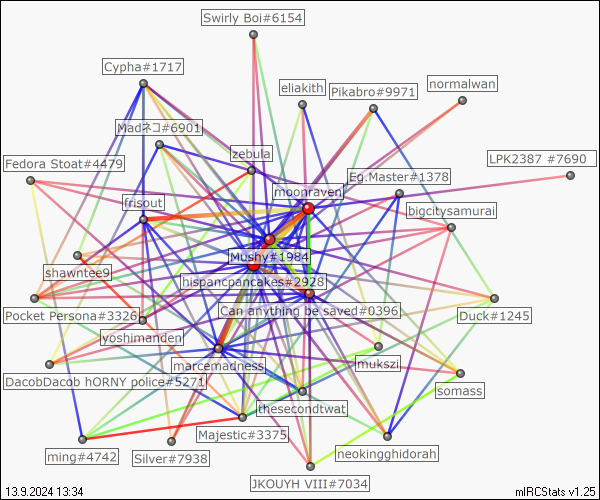 Swirly Boi#6154
Cypha#1717
eliakith
Pikabro#9971
normalwan
Madネコ#6901
zebula
LPK2387 #7690
Fedora Stoat#4479
Eg.Master#1378
moonraven
frisout
bigcitysamurai
Mushy#1984
shawntee9
hispancpancakes#2928
Pocket Persona#3326
Can anything be saved#0396
Duck#1245
yoshimanden
marcemadness
mukszi
DacobDacob hORNY police#5271
somass
thesecondtwat
Majestic#3375
ming#4742
Silver#7938
neokingghidorah
JKOUYH VIII#7034
13.9.2024 13:34
mIRCStats v1.25